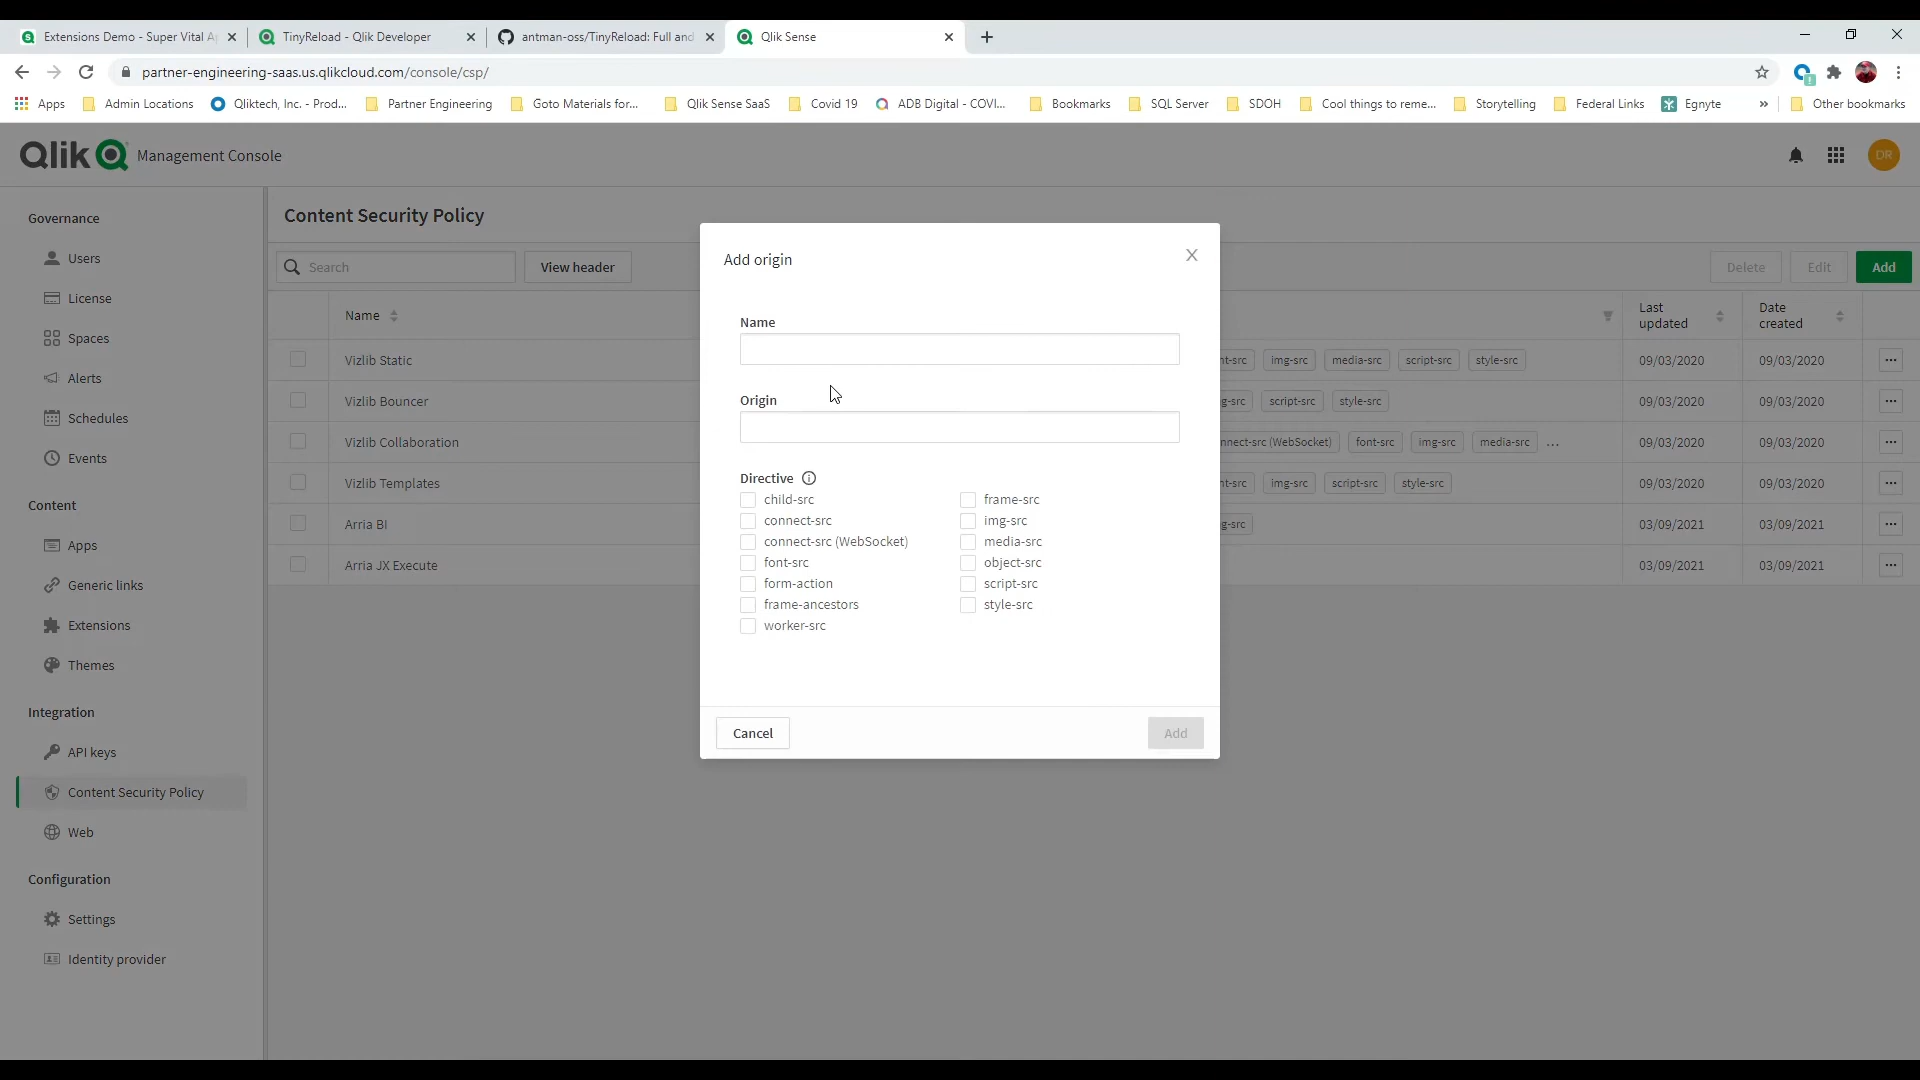 Extensions Demo - Super Vital A
TinyReload - Qlik Developer
antman-oss/TinyReload: Full and
Qlik Sense
partner-engineering-saas.us.qlikcloud.com/console/csp/
Apps
Admin Locations
Qliktech, Inc. - Prod...
Partner Engineering
Goto Materials for...
Qlik Sense SaaS
Covid 19
ADB Digital - COVI...
Bookmarks
SQL Server
SDOH
Cool things to reme...
Storytelling
Federal Links
Egnyte
»
Other bookmarks
Qlik Management Console
DR
Governance
Users
License
Spaces
Alerts
Schedules
Events
Content
Apps
Generic links
Extensions
Themes
Integration
API keys
Content Security Policy
Web
Configuration
Settings
Identity provider
Content Security Policy
Search
View header
Delete
Edit
Add
Name
Last updated
Date created
Vizlib Static
img-src media-src script-src style-src 09/03/2020 09/03/2020
Vizlib Bouncer
script-src style-src 09/03/2020 09/03/2020
Vizlib Collaboration
nnect-src (WebSocket) font-src img-src media-src ... 09/03/2020 09/03/2020
Vizlib Templates
img-src script-src style-src 09/03/2020 09/03/2020
Arria BI
g-src 03/09/2021 03/09/2021
Arria JX Execute
03/09/2021 03/09/2021
Add origin
X
Name
Origin
Directive
child-src
connect-src
connect-src (WebSocket)
font-src
form-action
frame-ancestors
worker-src
frame-src
img-src
media-src
object-src
script-src
style-src
Cancel
Add